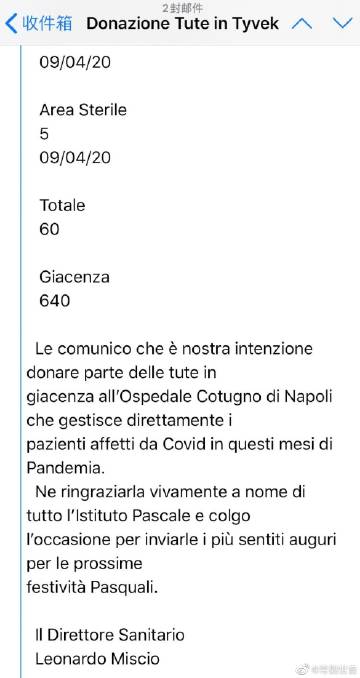 2封邮件
收件箱
Donazione Tute in Tyvek
09/04/20
Area Sterile
5
09/04/20
Totale
60
Giacenza
640
Le comunico che è nostra intenzione
donare parte delle tute in
giacenza all'Ospedale Cotugno di Napoli
che gestisce direttamente i
pazienti affetti da Covid in questi mesi di
Pandemia.
Ne ringraziarla vivamente a nome di
tutto l'Istituto Pascale e colgo
l'occasione per inviarle i più sentiti auguri
per le prossime
festività Pasquali.
Il Direttore Sanitario
Leonardo Miscio